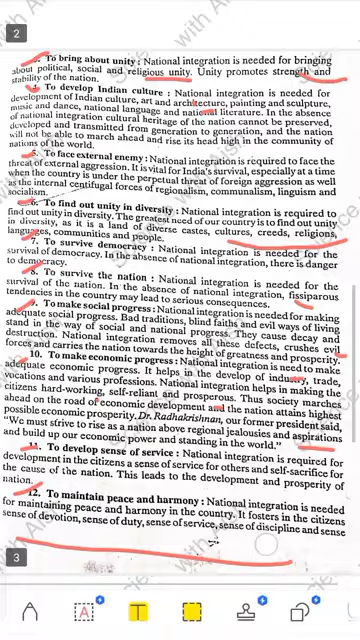 2
3. To bring about unity : National integration is needed for bringing
about political, social and religious unity. Unity promotes strength and
stability of the nation.
4. To develop Indian culture : National integration is needed for
development of Indian culture, art and architecture, painting and sculpture,
music and dance, national language and national literature. In the absence
of national integration cultural heritage of the nation cannot be preserved,
developed and transmitted from generation to generation, and the nation
will not be able to march ahead and rise its head high in the community of
nations of the world.
5. To face external enemy : National integration is required to face the
threat of external aggression. It is vital for India's survival, especially at a time
when the country is under the perpetual threat of foreign aggression as well
as the internal centifugal forces of regionalism, communalism, linguism and
socialism.
6. To find out unity in diversity : National integration is required to
find out unity in diversity. The greatest need of our country is to find out unity
in diversity, as it is a land of diverse castes, cultures, creeds, religions,
languages, communities and people.
7. To survive democracy : National integration is needed for the
survival of democracy. In the absence of national integration, there is danger
to democracy.
8. To survive the nation : National integration is needed for the
survival of the nation. In the absence of national integration, fissiparous
tendencies in the country may lead to serious consequences.
9. To make social progress : National integration is needed for making
adequate social progress. Bad traditions, blind faiths and evil ways of living
stand in the way of social and national progress. They cause decay and
destruction. National integration removes all these defects, crushes evil
forces and carries the nation towards the height of greatness and prosperity.
10. To make economic progress : National integration is need to make
adequate economic progress. It helps in the develop of industry, trade,
vocations and various professions. National integration helps in making the
citizens hard-working, self-reliant and prosperous. Thus society marches
ahead on the road of economic development and the nation attains highest
possible economic prosperity. Dr. Radhakrishnan, our former president said,
"We must strive to rise as a nation above regional jealousies and aspirations
and build up our economic power and standing in the world."
11. To develop sense of service : National integration is required for
development in the citizens a sense of service for others and self-sacrifice for
the cause of the nation. This leads to the development and prosperity of
nation.
12. To maintain peace and harmony : National integration is needed
for maintaining peace and harmony in the country. It fosters in the citizens
sense of devotion, sense of duty, sense of service, sense of discipline and sense
3
A T